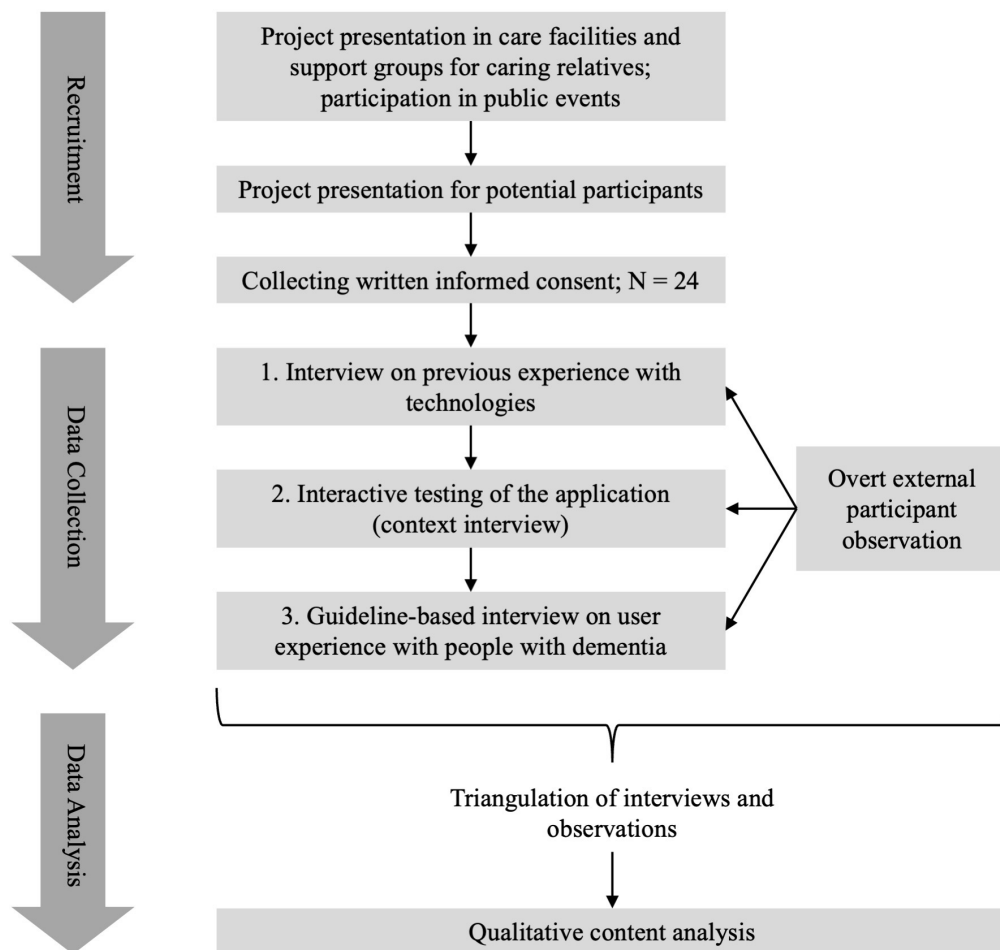 Recruitment
Project presentation in care facilities and
support groups for caring relatives;
participation in public events
Project presentation for potential participants
Collecting written informed consent; N = 24
Data Collection
1. Interview on previous experience with
technologies
2. Interactive testing of the application
(context interview)
3. Guideline-based interview on user
experience with people with dementia
Overt external
participant
observation
Data Analysis
Triangulation of interviews and
observations
Qualitative content analysis